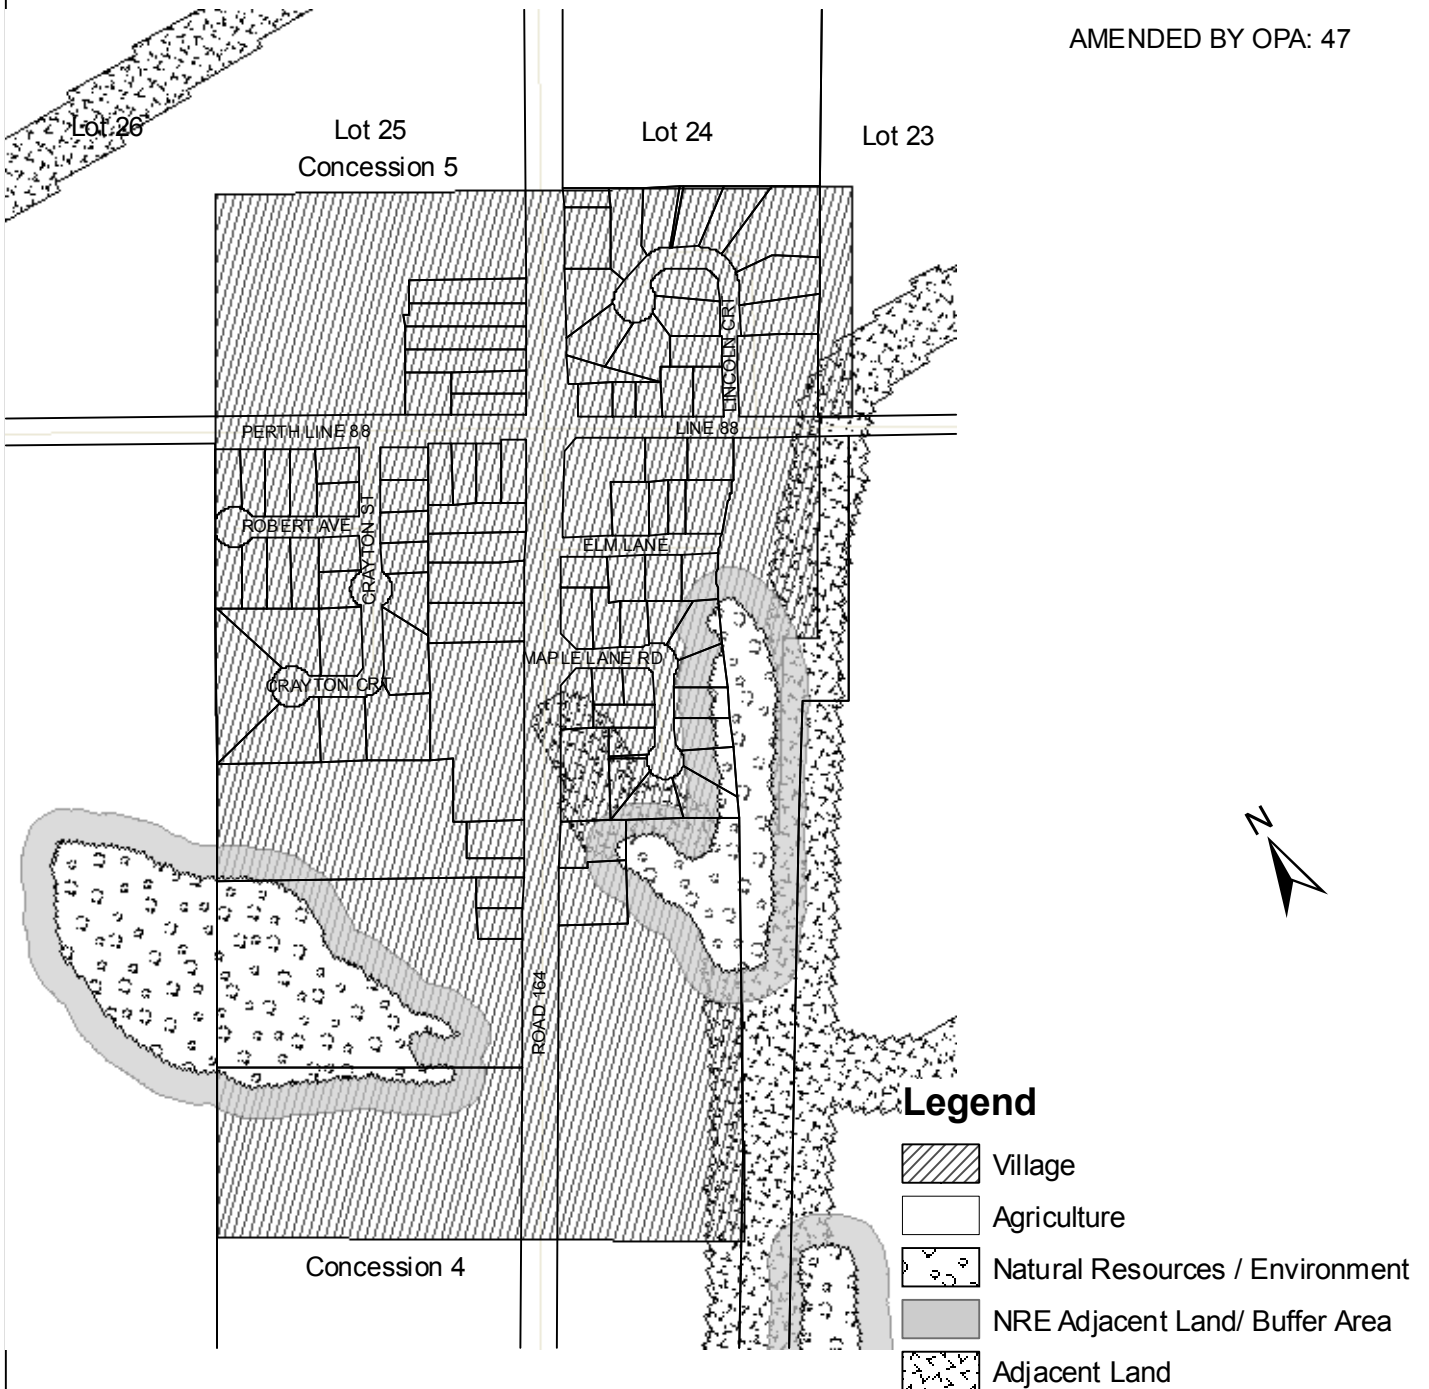 AMENDED BY OPA: 47
Lot 26
Lot 25
Lot 24
Lot 23
Concession 5
LINCOLN CRT
PERTH LINE 88
LINE 88
ROBERT AVE
CRAYTON ST
ELM LANE
MAPLE LANE RD
CRAYTON CRT
N
ROAD 164
Legend
Village
Agriculture
Concession 4
Natural Resources / Environment
NRE Adjacent Land/ Buffer Area
Adjacent Land